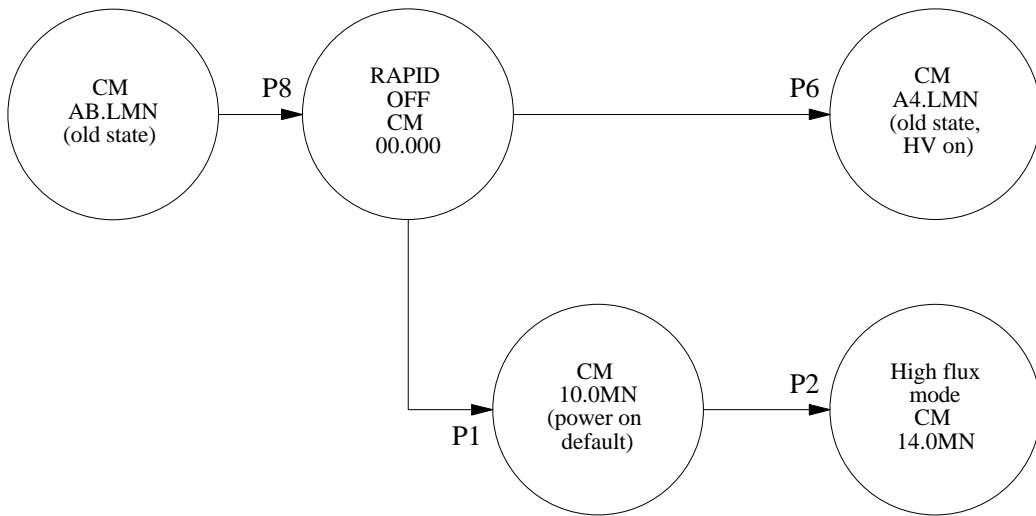 CM
AB.LMN
(old state)
P8
RAPID
OFF
CM
00.000
P6
CM
A4.LMN
(old state,
HV on)
P1
CM
10.0MN
(power on
default)
P2
High flux
mode
CM
14.0MN